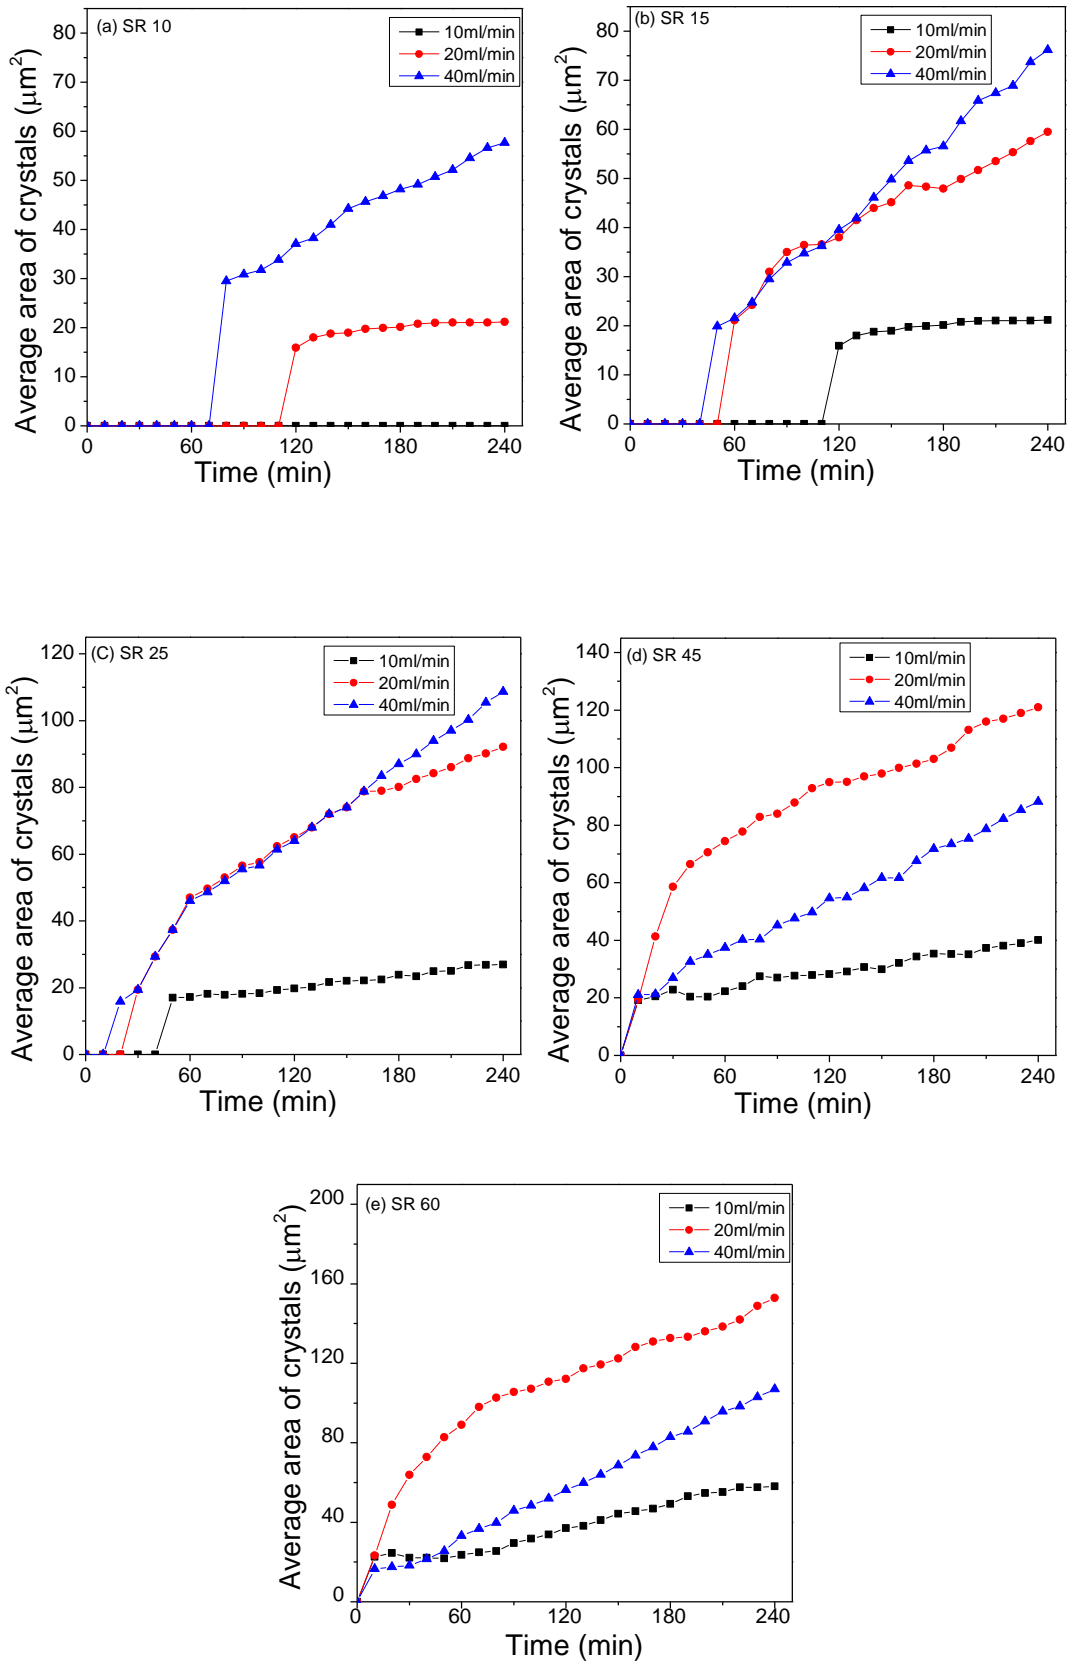 (a) SR 10
10ml/min
20ml/min
40ml/min
80
70
60
50
40
30
20
10
0
Average area of crystals (μm²)
0 60 120 180 240
Time (min)
(b) SR 15
10ml/min
20ml/min
40ml/min
80
70
60
50
40
30
20
10
0
Average area of crystals (μm²)
0 60 120 180 240
Time (min)
(C) SR 25
10ml/min
20ml/min
40ml/min
120
100
80
60
40
20
0
Average area of crystals (μm²)
0 60 120 180 240
Time (min)
(d) SR 45
10ml/min
20ml/min
40ml/min
140
120
100
80
60
40
20
0
Average area of crystals (μm²)
0 60 120 180 240
Time (min)
(e) SR 60
10ml/min
20ml/min
40ml/min
200
160
120
80
40
0
Average area of crystals (μm²)
0 60 120 180 240
Time (min)